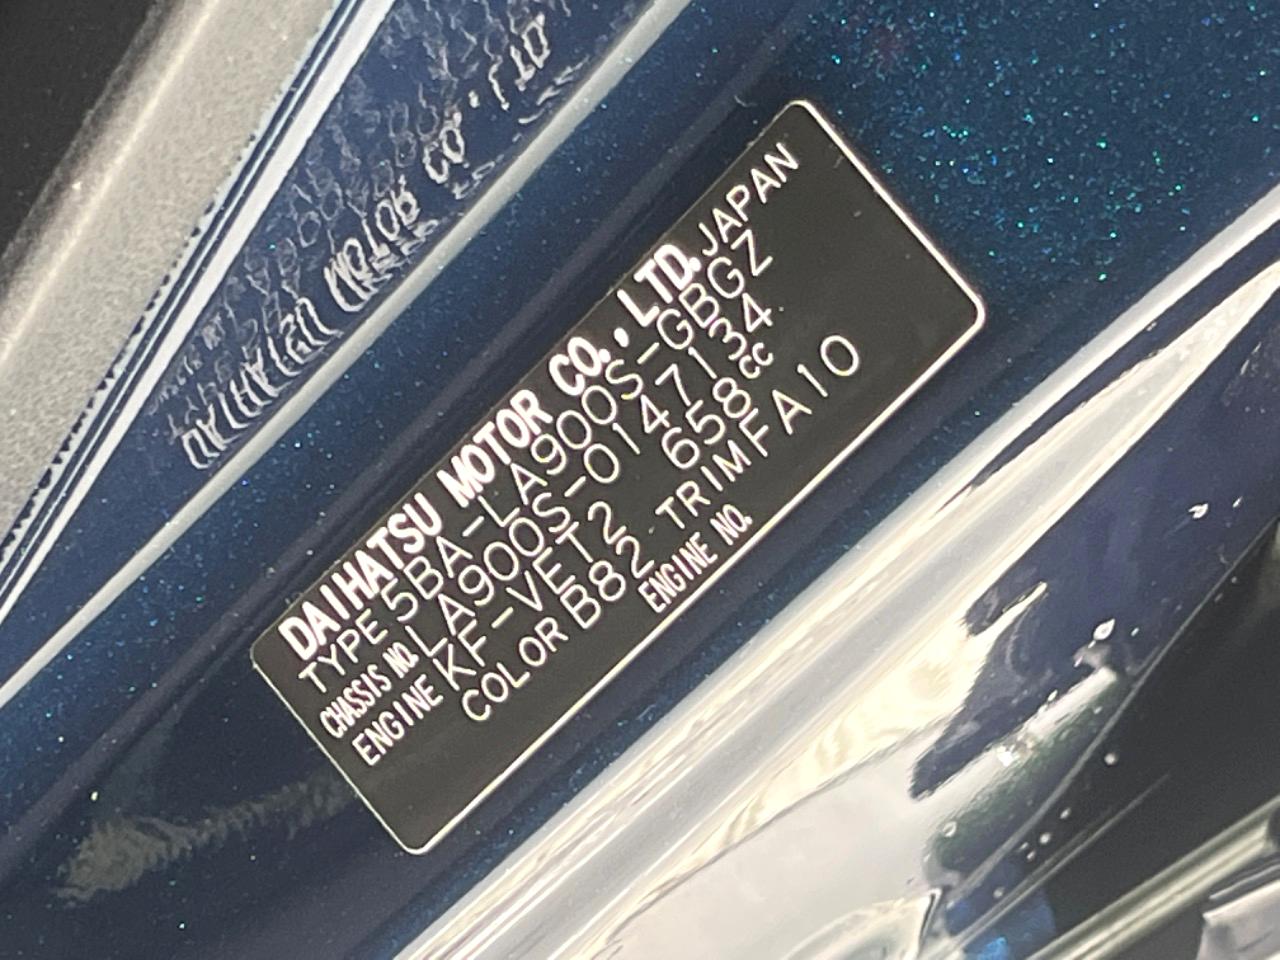 DAIHATSU MOTOR CO., LTD. JAPAN
TYPE 5BA-LA900S-GBGZ
CHASSIS NO. LA900S-0147134
ENGINE KF-VET2 658cc
COLOR B82 TRIM FA10
ENGINE NO.